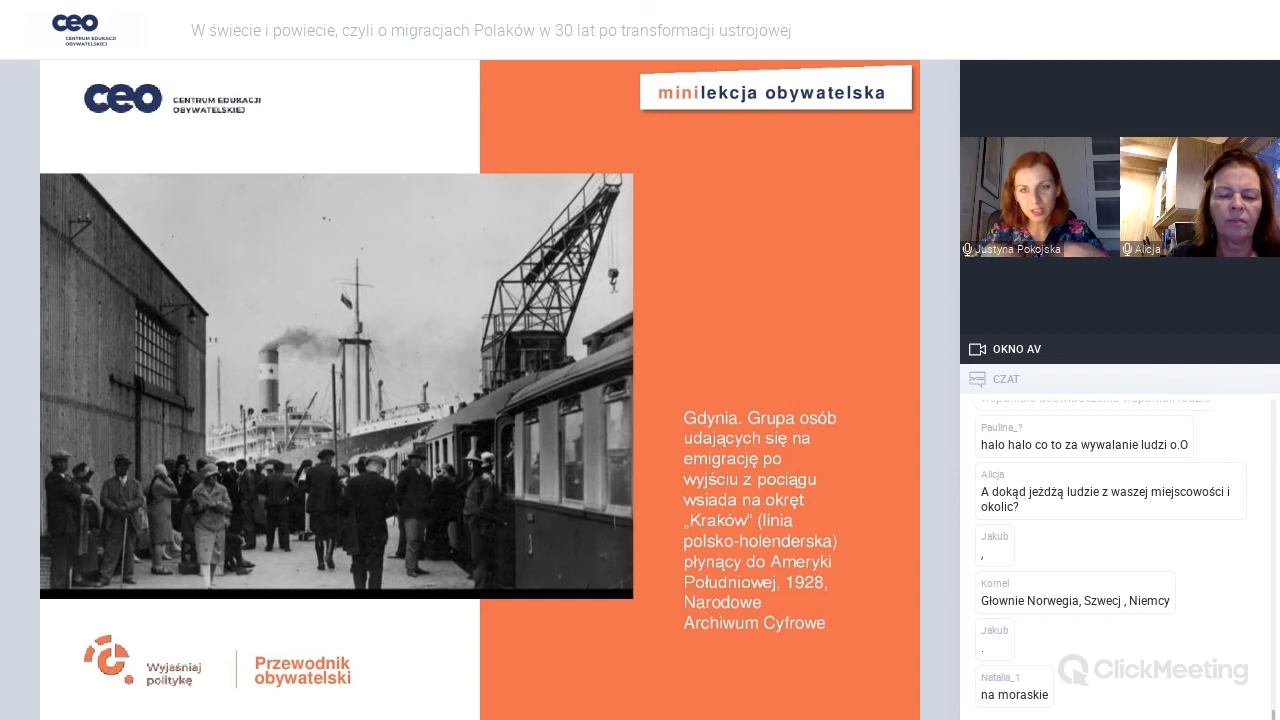 ceo
CENTRUM EDUKACJI
OBYWATELSKIEJ
W świecie i powiecie, czyli o migracjach Polaków w 30 lat po transformacji ustrojowej
ceo
CENTRUM EDUKACJI
OBYWATELSKIEJ
minilekcja obywatelska
Gdynia. Grupa osób
udających się na
emigrację po
wyjściu z pociągu
wsiada na okręt
„Kraków” (linia
polsko-holenderska)
płynący do Ameryki
Południowej, 1928,
Narodowe
Archiwum Cyfrowe
Wyjaśniaj
politykę
Przewodnik
obywatelski
Justyna Pokojska
Alicja
OKNO AV
CZAT
Paulina_?
halo halo co to za wywalanie ludzi o.O
Alicja
A dokąd jeżdżą ludzie z waszej miejscowości i
okolic?
Jakub
,
Kornel
Głownie Norwegia, Szwecj , Niemcy
Jakub
.
Natalia_1
na moraskie
ClickMeeting